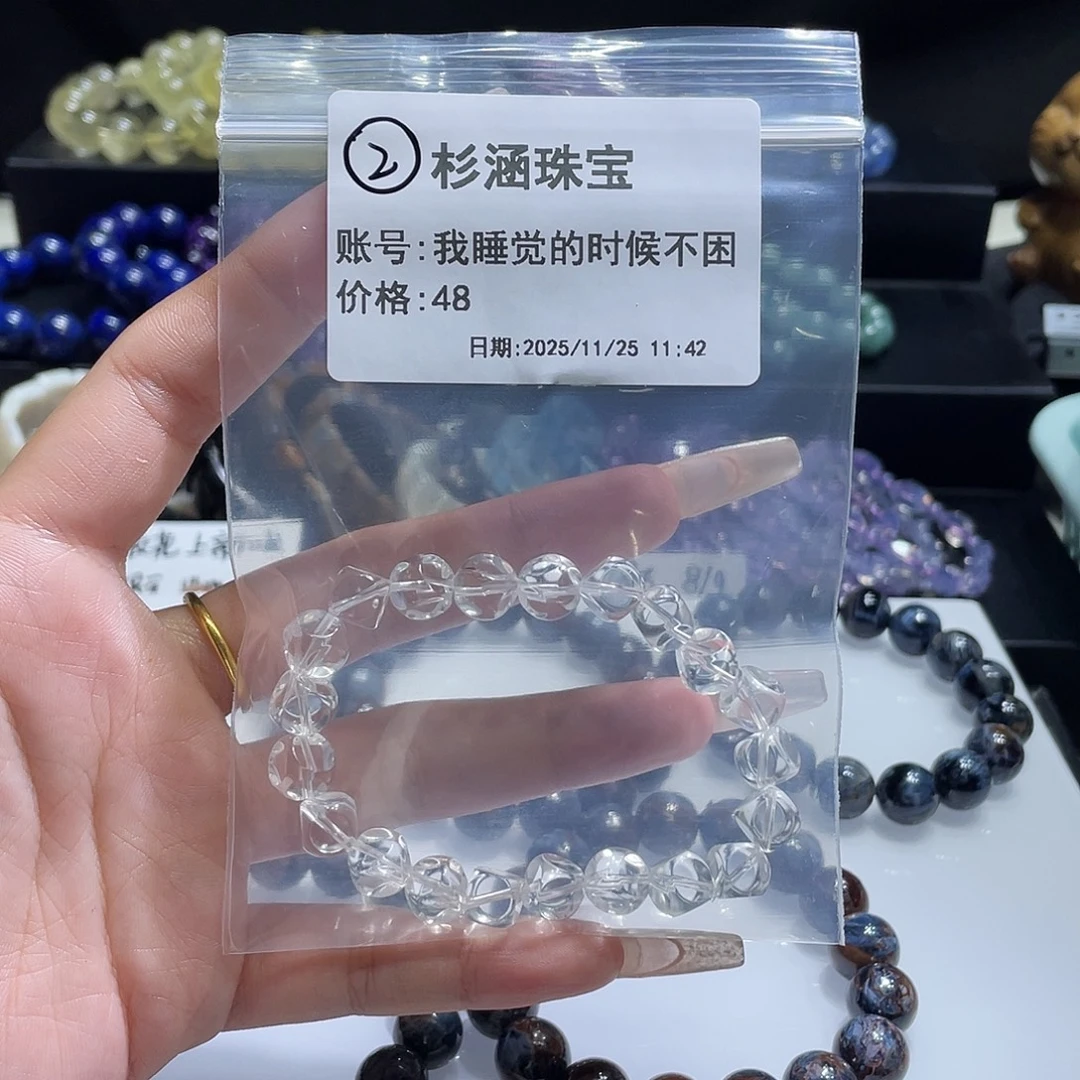 ② 杉涵珠宝
账号:我睡觉的时候不困
价格:48
日期:2025/11/25 11:42